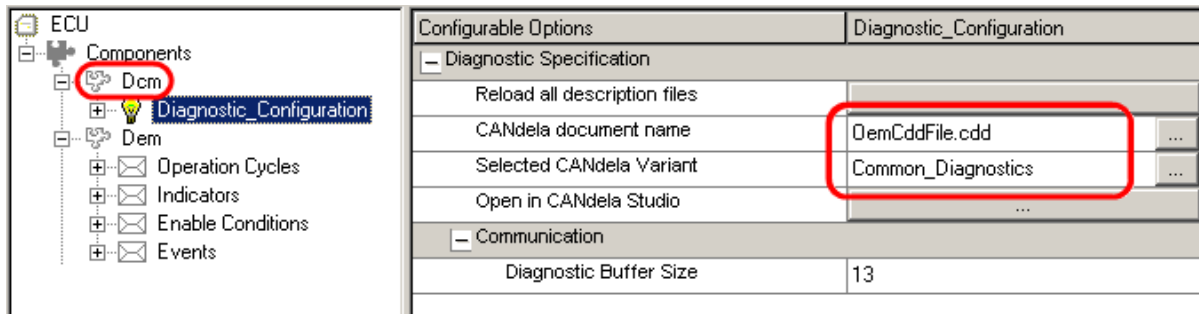 ECU
Components
Dcm
Diagnostic_Configuration
Dem
Operation Cycles
Indicators
Enable Conditions
Events
Configurable Options Diagnostic_Configuration
Diagnostic Specification
Reload all description files
CANdela document name OemCddFile.cdd ...
Selected CANdela Variant Common_Diagnostics ...
Open in CANdela Studio ...
Communication
Diagnostic Buffer Size 13